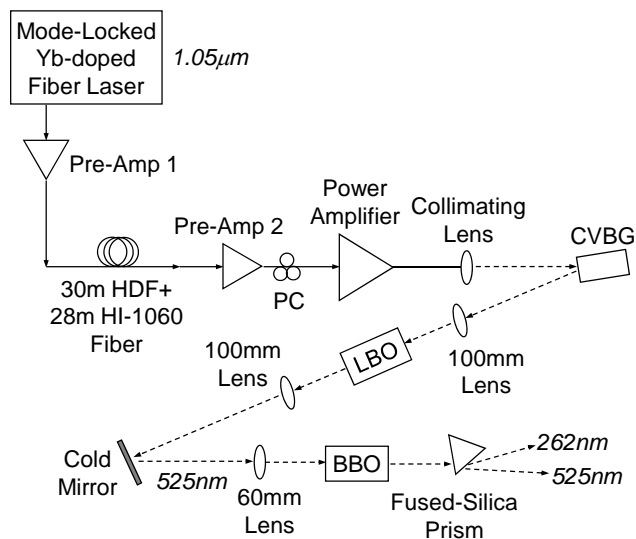 Mode-Locked
Yb-doped
Fiber Laser
1.05μm
Pre-Amp 1
Pre-Amp 2
Power
Amplifier
Collimating
Lens
CVBG
30m HDF+
28m HI-1060
Fiber
PC
100mm
Lens
LBO
100mm
Lens
Cold
Mirror
525nm
60mm
Lens
BBO
Fused-Silica
Prism
262nm
525nm